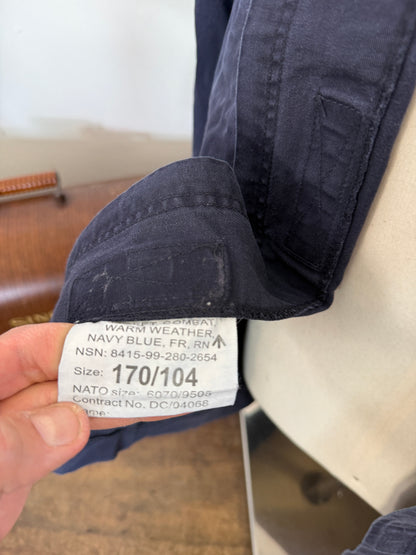 COMBAT,
WARM WEATHER,
NAVY BLUE, FR, RN
NSN: 8415-99-280-2654
Size: 170/104
NATO size: 6070/9505
Contract No. DC/04068